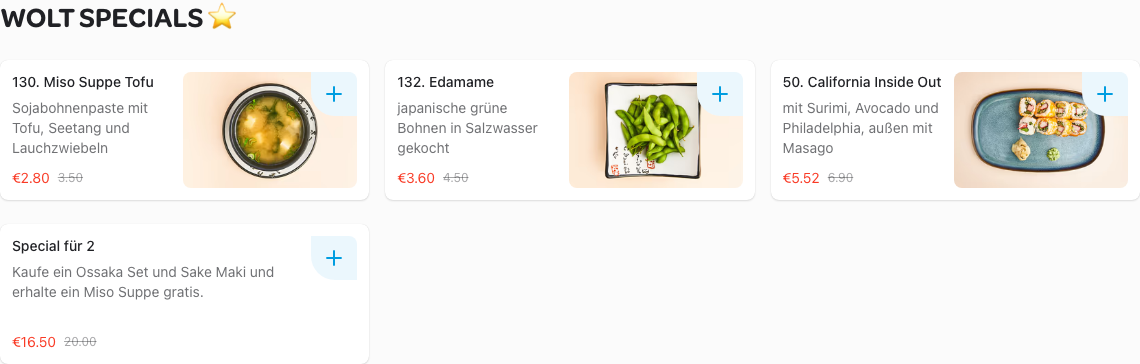 WOLT SPECIALS ⭐
130. Miso Suppe Tofu
Sojabohnenpaste mit
Tofu, Seetang und
Lauchzwiebeln
€2.80 3.50
132. Edamame
japanische grüne
Bohnen in Salzwasser
gekocht
€3.60 4.50
50. California Inside Out
mit Surimi, Avocado und
Philadelphia, außen mit
Masago
€5.52 6.90
Special für 2
Kaufe ein Ossaka Set und Sake Maki und
erhalte ein Miso Suppe gratis.
€16.50 20.00